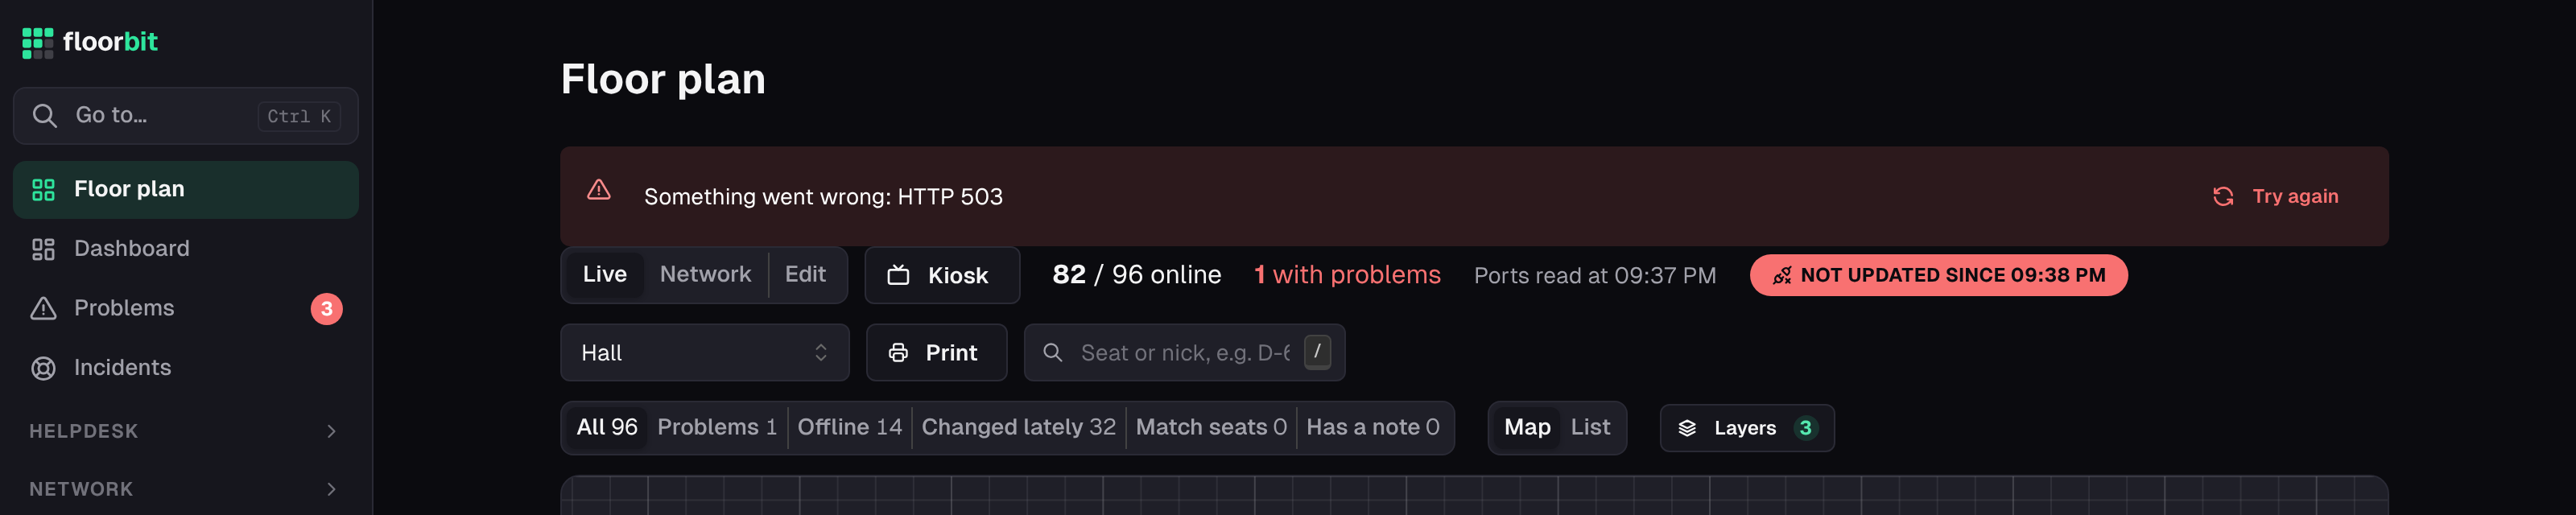 floorbit
Go to...
Ctrl K
Floor plan
Dashboard
Problems 3
Incidents
HELPDESK
NETWORK
Floor plan
Something went wrong: HTTP 503
Try again
Live Network Edit
Kiosk
82 / 96 online
1 with problems
Ports read at 09:37 PM
NOT UPDATED SINCE 09:38 PM
Hall
Print
Seat or nick, e.g. D-
/
All 96 Problems 1 Offline 14 Changed lately 32 Match seats 0 Has a note 0
Map List
Layers 3